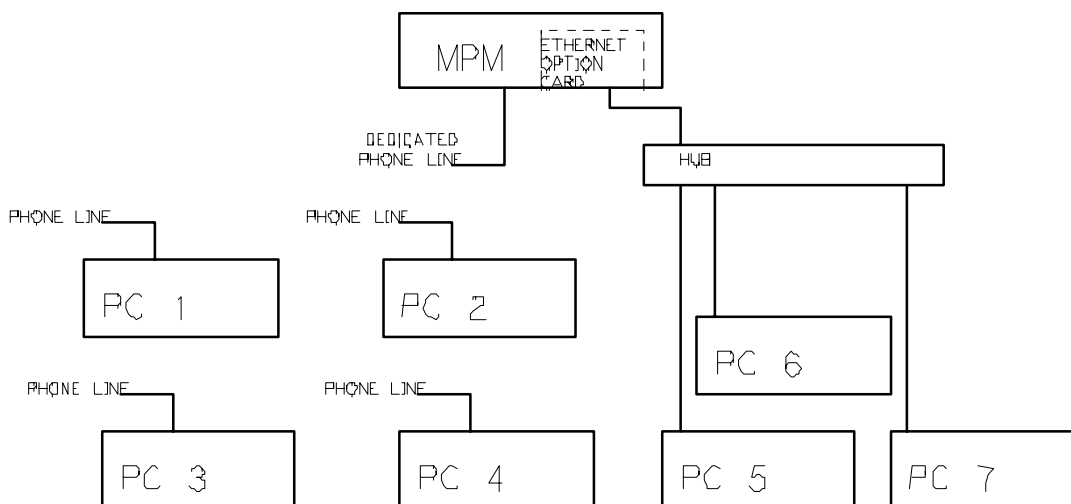 MPM
ETHERNET
OPTION
CARD
DEDICATED
PHONE LINE
HUB
PHONE LINE
PHONE LINE
PC 1
PC 2
PC 6
PHONE LINE
PHONE LINE
PC 3
PC 4
PC 5
PC 7